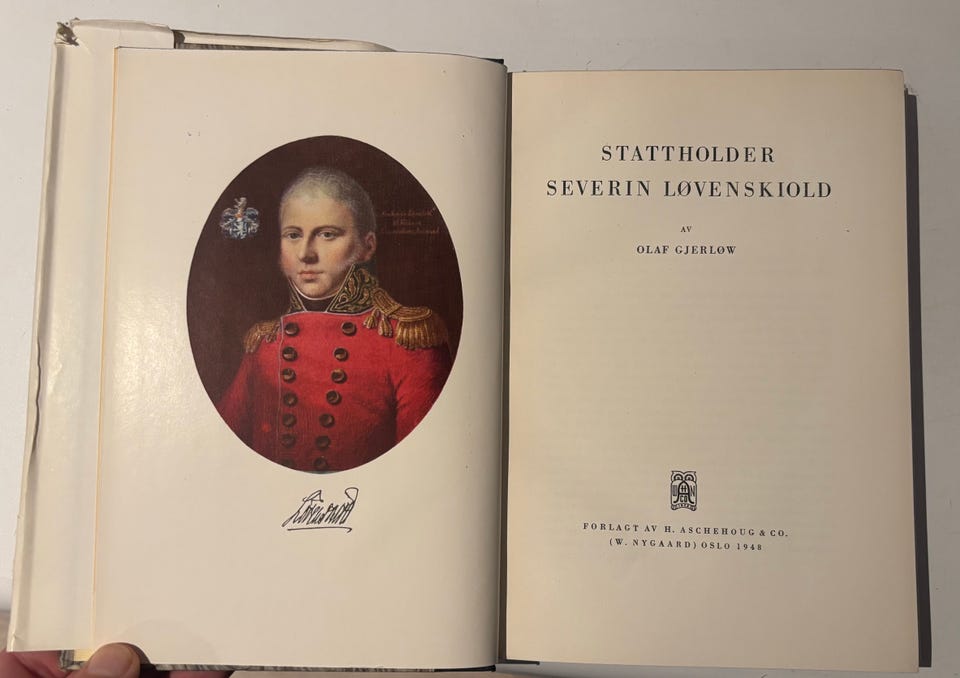 STATTHOLDER
SEVERIN LØVENSKIOLD
AV
OLAF GJERLØW
FORLAGT AV H. ASCHEHOUG & CO.
(W. NYGAARD) OSLO 1948